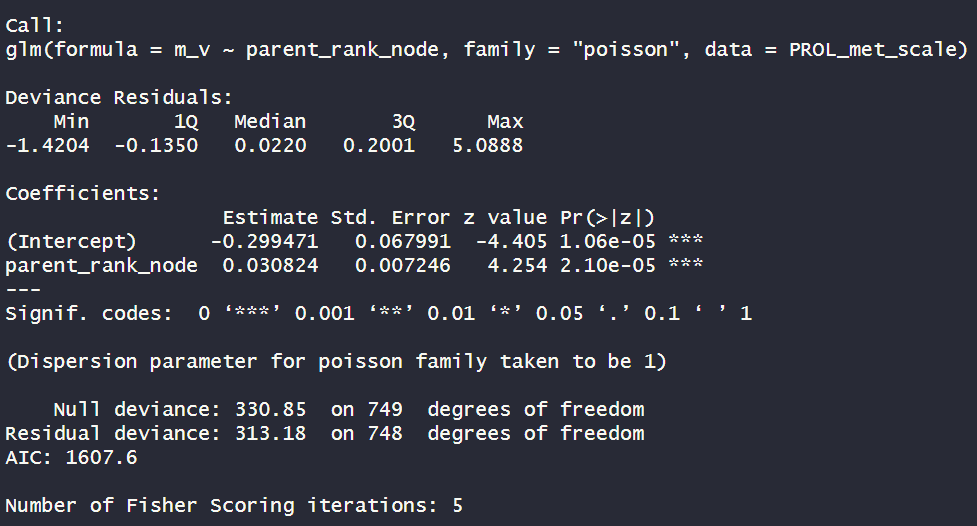 Call:
glm(formula = m_v ~ parent_rank_node, family = "poisson", data = PROL_met_scale)
Deviance Residuals:
Min 1Q Median 3Q Max
-1.4204 -0.1350 0.0220 0.2001 5.0888
Coefficients:
Estimate Std. Error z value Pr(>|z|)
(Intercept) -0.299471 0.067991 -4.405 1.06e-05 ***
parent_rank_node 0.030824 0.007246 4.254 2.10e-05 ***
---
Signif. codes: 0 ‘***’ 0.001 ‘**’ 0.01 ‘*’ 0.05 ‘.’ 0.1 ‘ ’ 1
(Dispersion parameter for poisson family taken to be 1)
Null deviance: 330.85 on 749 degrees of freedom
Residual deviance: 313.18 on 748 degrees of freedom
AIC: 1607.6
Number of Fisher Scoring iterations: 5